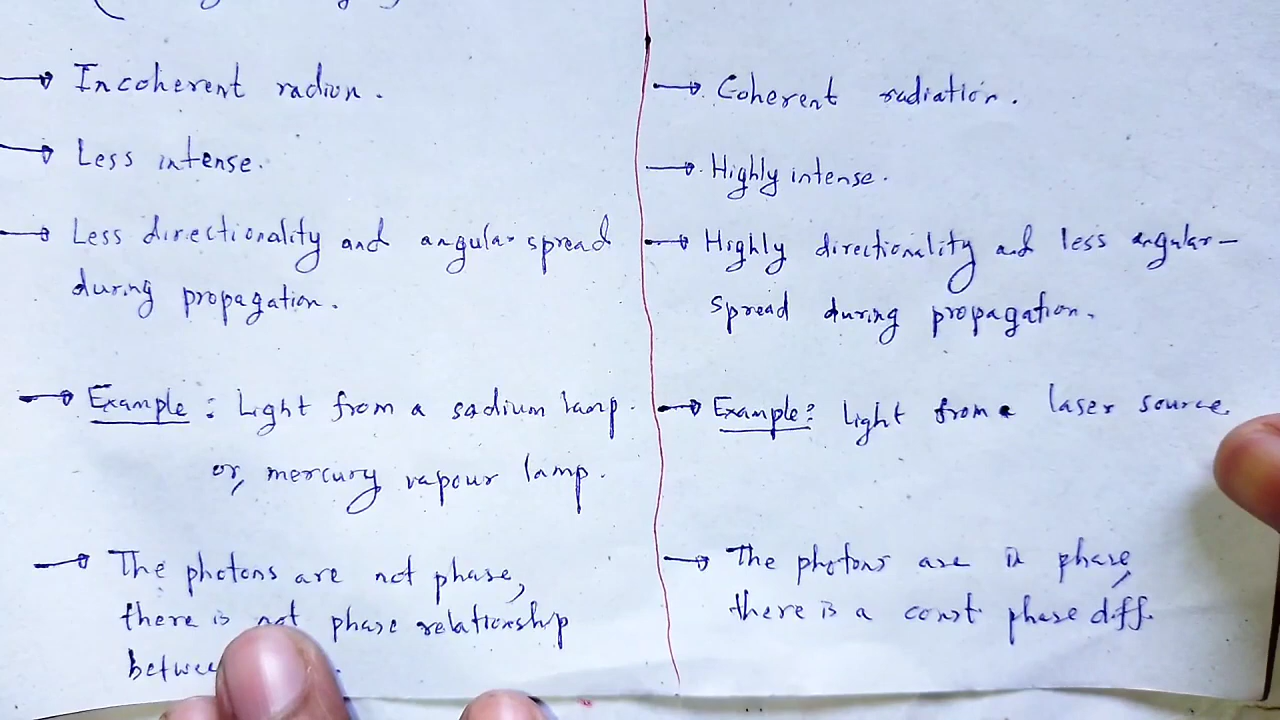 → Incoherent radion.
→ Less intense.
→ Less directionality and angular spread
during propagation.
→ Example: Light from a sodium lamp.
or, mercury vapour lamp.
→ The photons are not phase,
there is not phase relationship
→ Coherent radiation.
→ Highly intense.
→ Highly directionality and less angular-
spread during propagation.
→ Example: Light from a laser source.
→ The photons are in phase,
there is a const phase diff.